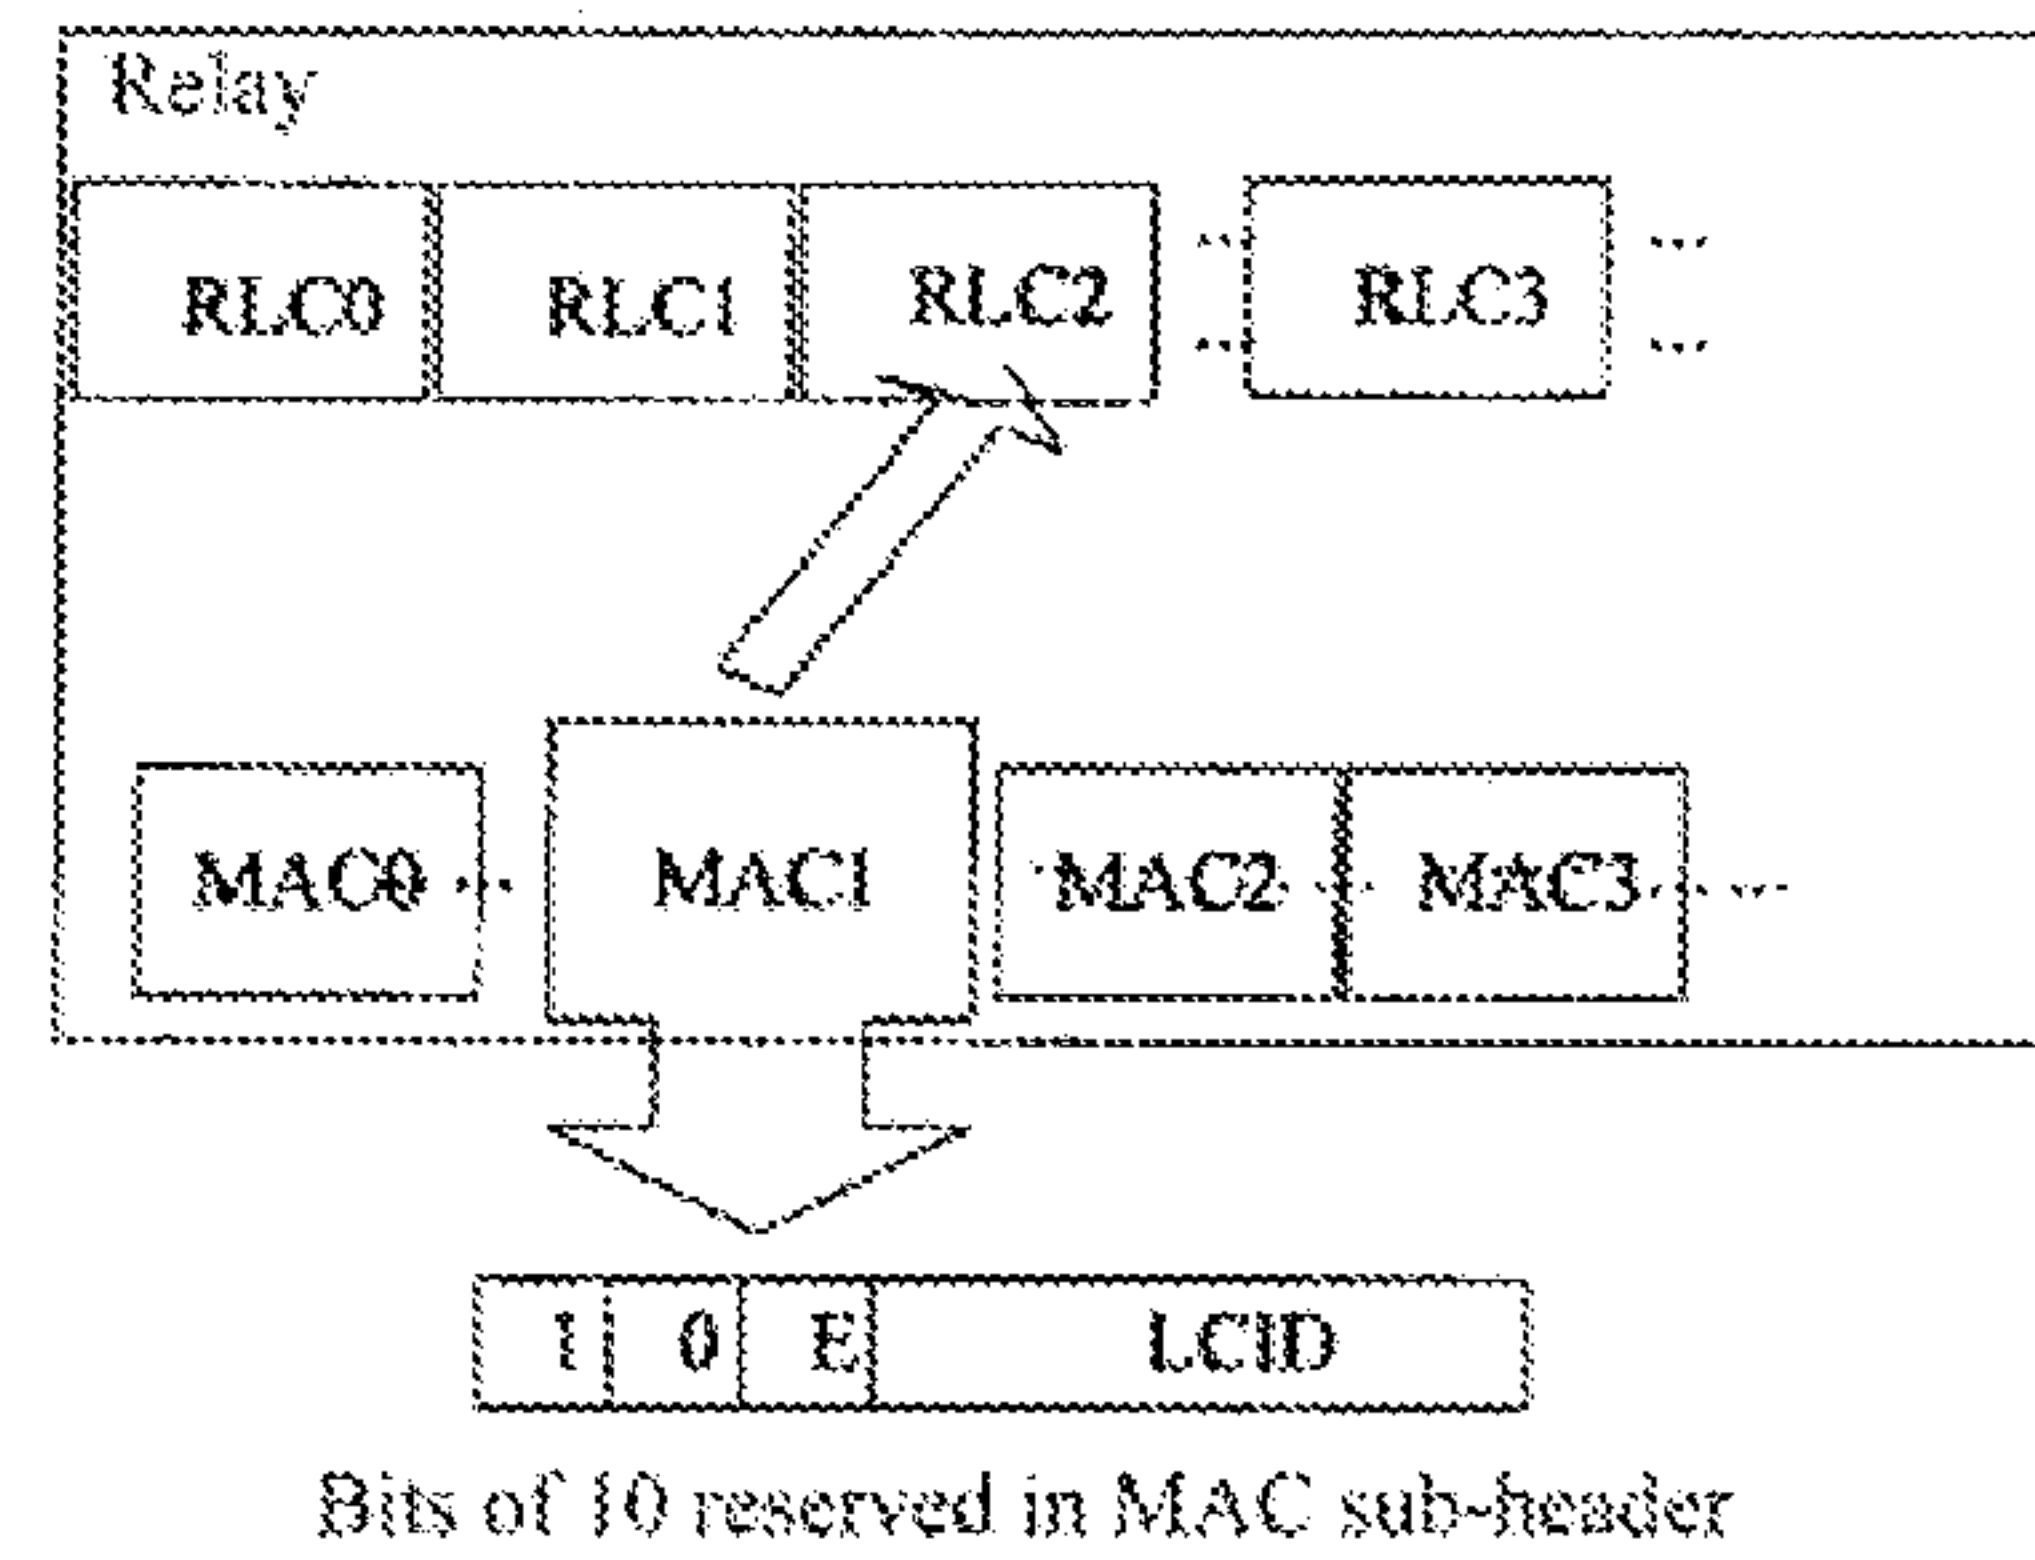 Relay
RLC0 RLC1 RLC2 ... RLC3 ...
... ...
MAC0 ... MAC1 MAC2 ... MAC3 ... ...
1 0 E LCID
Bits of 10 reserved in MAC sub-header